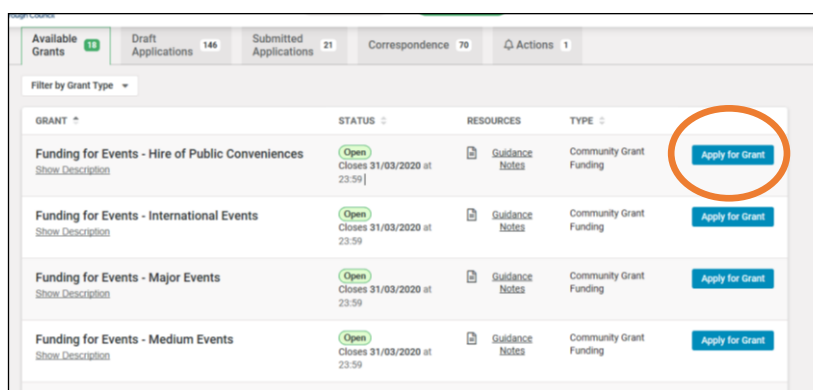 ough Council
Available Grants 18
Draft Applications 146
Submitted Applications 21
Correspondence 70
Actions 1
Filter by Grant Type
GRANT STATUS RESOURCES TYPE
Funding for Events - Hire of Public Conveniences
Show Description
Open
Closes 31/03/2020 at
23:59
Guidance
Notes
Community Grant
Funding
Apply for Grant
Funding for Events - International Events
Show Description
Open
Closes 31/03/2020 at
23:59
Guidance
Notes
Community Grant
Funding
Apply for Grant
Funding for Events - Major Events
Show Description
Open
Closes 31/03/2020 at
23:59
Guidance
Notes
Community Grant
Funding
Apply for Grant
Funding for Events - Medium Events
Show Description
Open
Closes 31/03/2020 at
23:59
Guidance
Notes
Community Grant
Funding
Apply for Grant